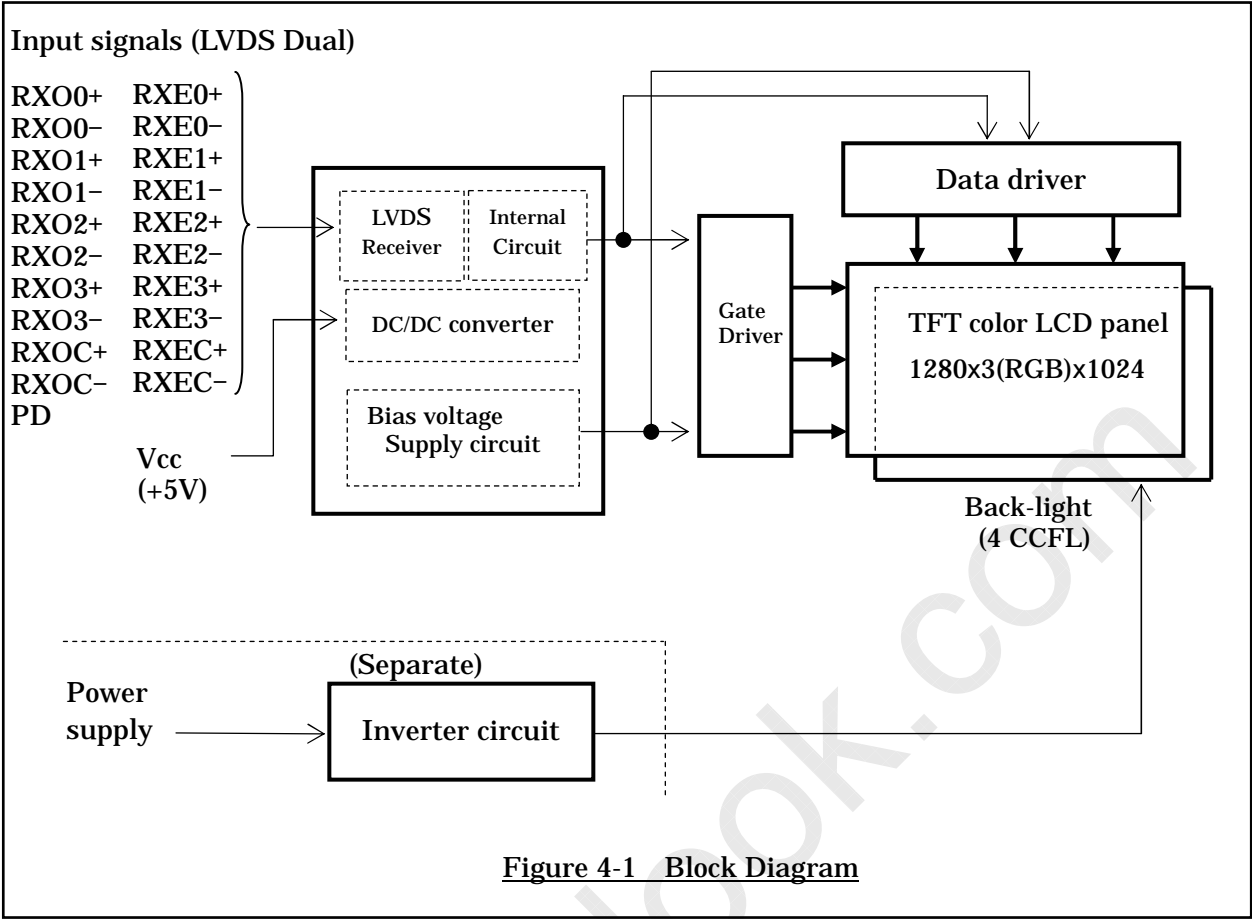 Input signals (LVDS Dual)
RXO0+ RXE0+
RXO0− RXE0−
RXO1+ RXE1+
RXO1− RXE1−
RXO2+ RXE2+
RXO2− RXE2−
RXO3+ RXE3+
RXO3− RXE3−
RXOC+ RXEC+
RXOC− RXEC−
PD
Vcc
(+5V)
LVDS
Receiver
Internal
Circuit
DC/DC converter
Bias voltage
Supply circuit
Gate
Driver
Data driver
TFT color LCD panel
1280x3(RGB)x1024
Back-light
(4 CCFL)
(Separate)
Power
supply
Inverter circuit
Figure 4-1 Block Diagram
look.com